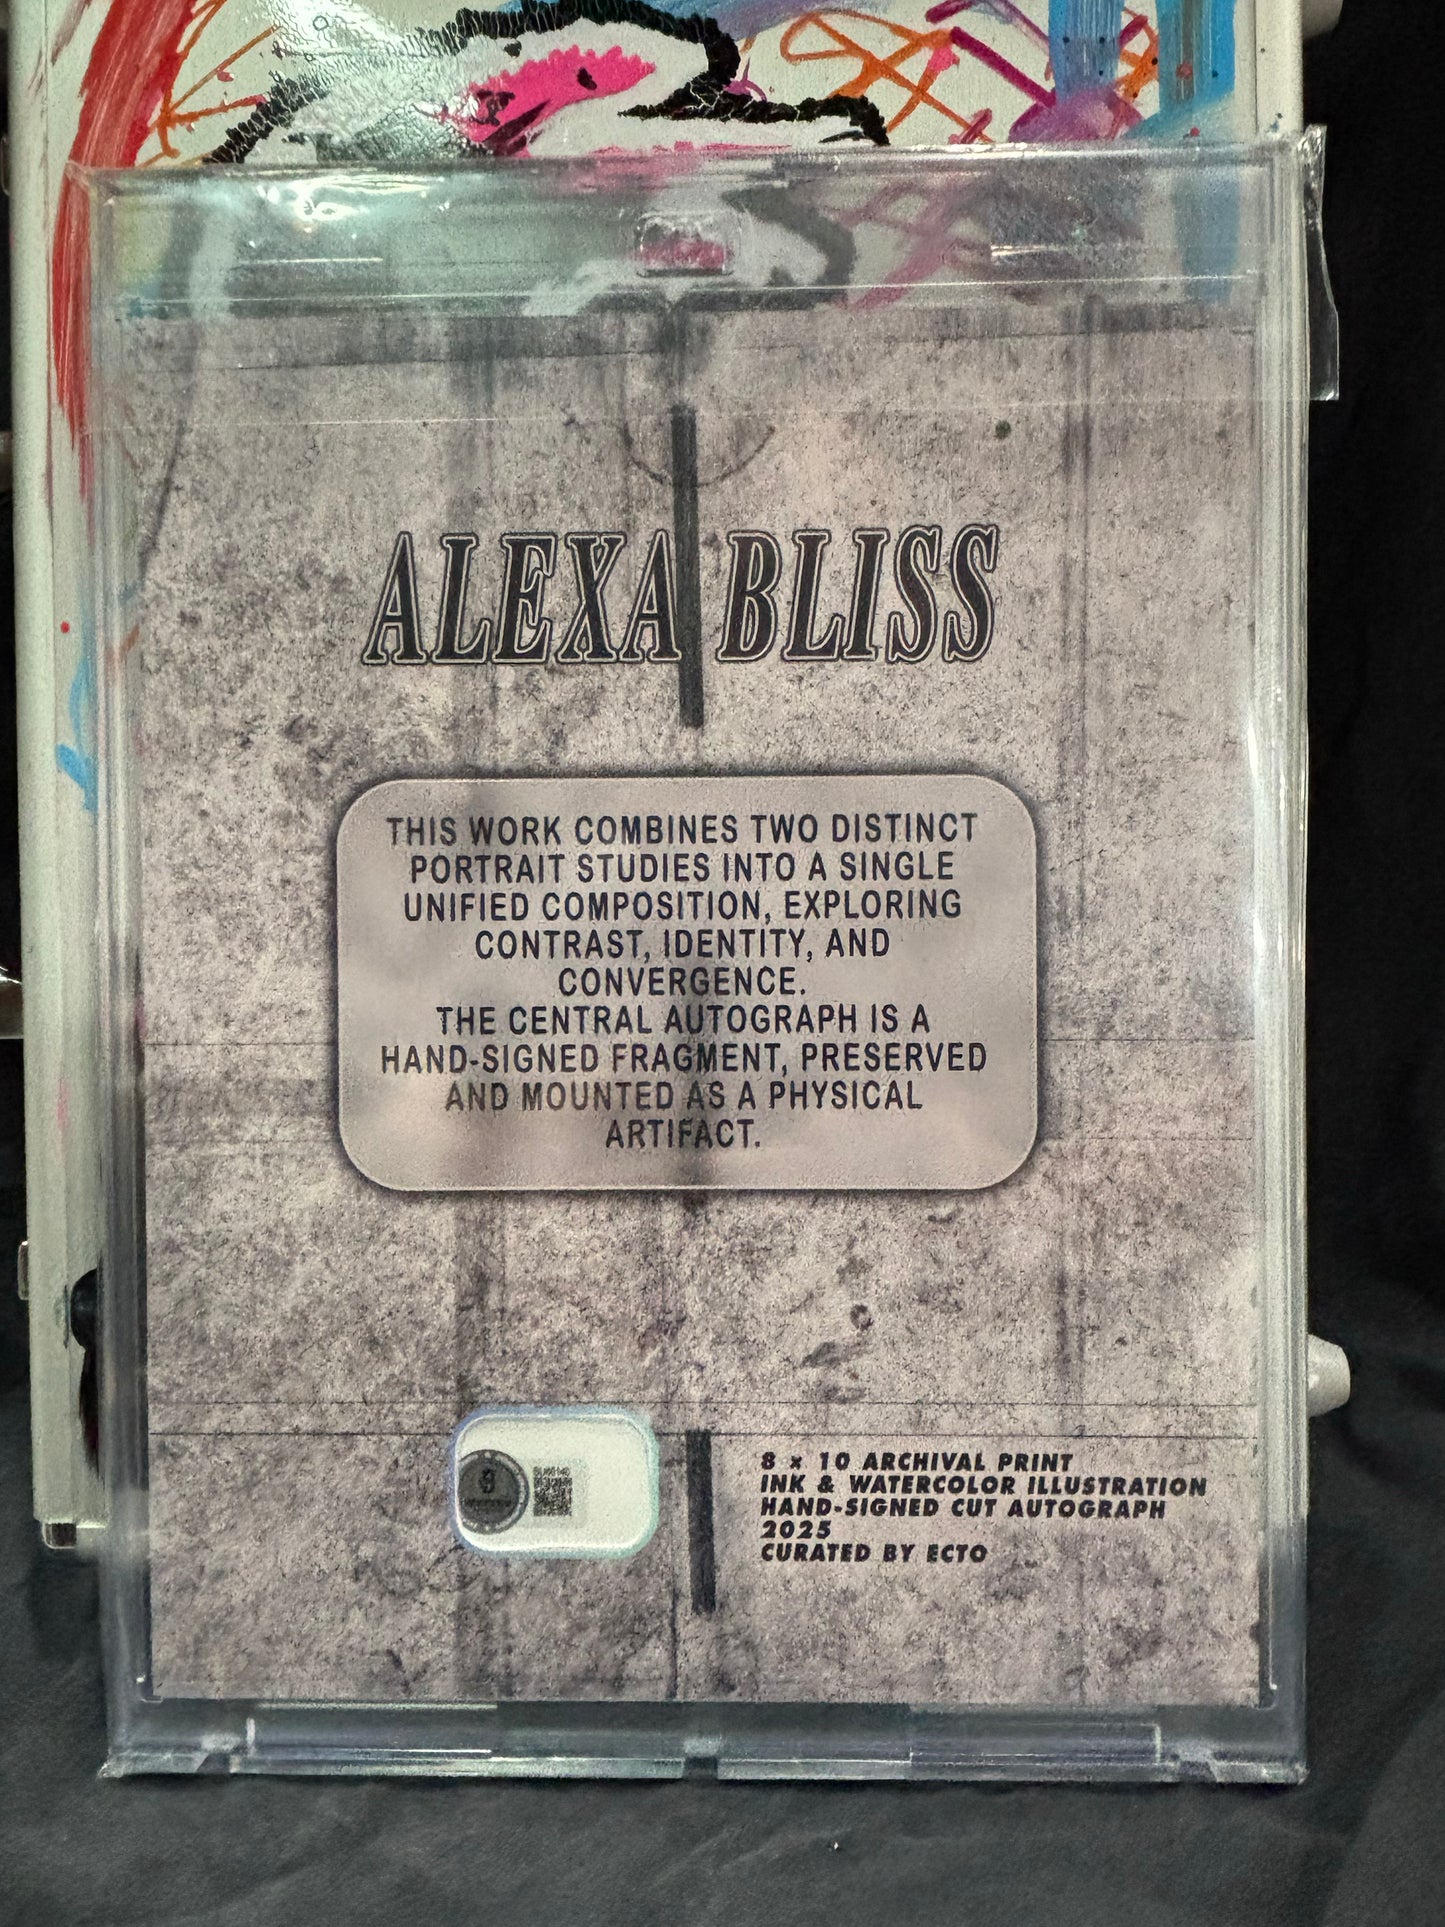 ALEXA BLISS
THIS WORK COMBINES TWO DISTINCT
PORTRAIT STUDIES INTO A SINGLE
UNIFIED COMPOSITION, EXPLORING
CONTRAST, IDENTITY, AND
CONVERGENCE.
THE CENTRAL AUTOGRAPH IS A
HAND-SIGNED FRAGMENT, PRESERVED
AND MOUNTED AS A PHYSICAL
ARTIFACT.
8 × 10 ARCHIVAL PRINT
INK & WATERCOLOR ILLUSTRATION
HAND-SIGNED CUT AUTOGRAPH
2025
CURATED BY ECTO